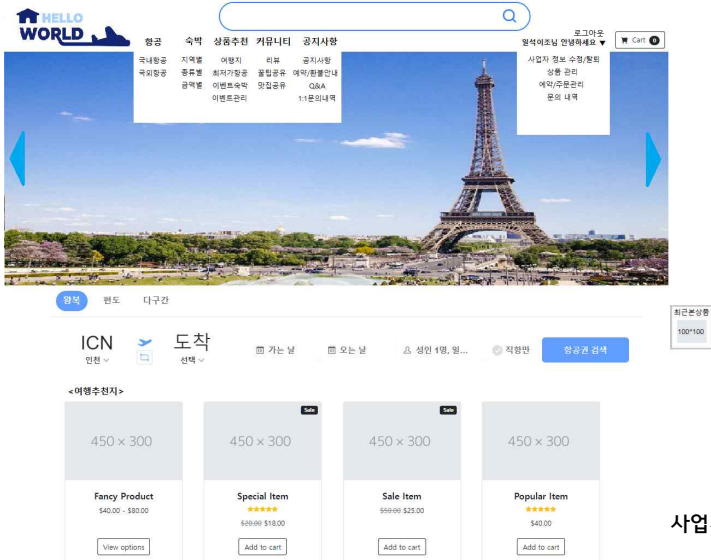 HELLO
WORLD
로그아웃
일석이조님 안녕하세요 ▼
Cart 0
항공 숙박 상품추천 커뮤니티 공지사항
국내항공 지역별 여행지 리뷰 공지사항
국외항공 종류별 최저가항공 꿀팁공유 예약/환불안내
금액별 이벤트숙박 맛집공유 Q&A
이벤트관리 1:1문의내역
사업자 정보 수정/탈퇴
상품 관리
예약/주문관리
문의 내역
왕복 편도 다구간
최근본상품
100*100
ICN 도착
인천 선택
가는 날 오는 날 성인 1명, 일... 직항만 항공권 검색
<여행추천지>
Sale Sale
450 × 300 450 × 300 450 × 300 450 × 300
Fancy Product Special Item Sale Item Popular Item
$40.00 - $80.00 $20.00 $18.00 $50.00 $25.00 $40.00
사업
View options Add to cart Add to cart Add to cart